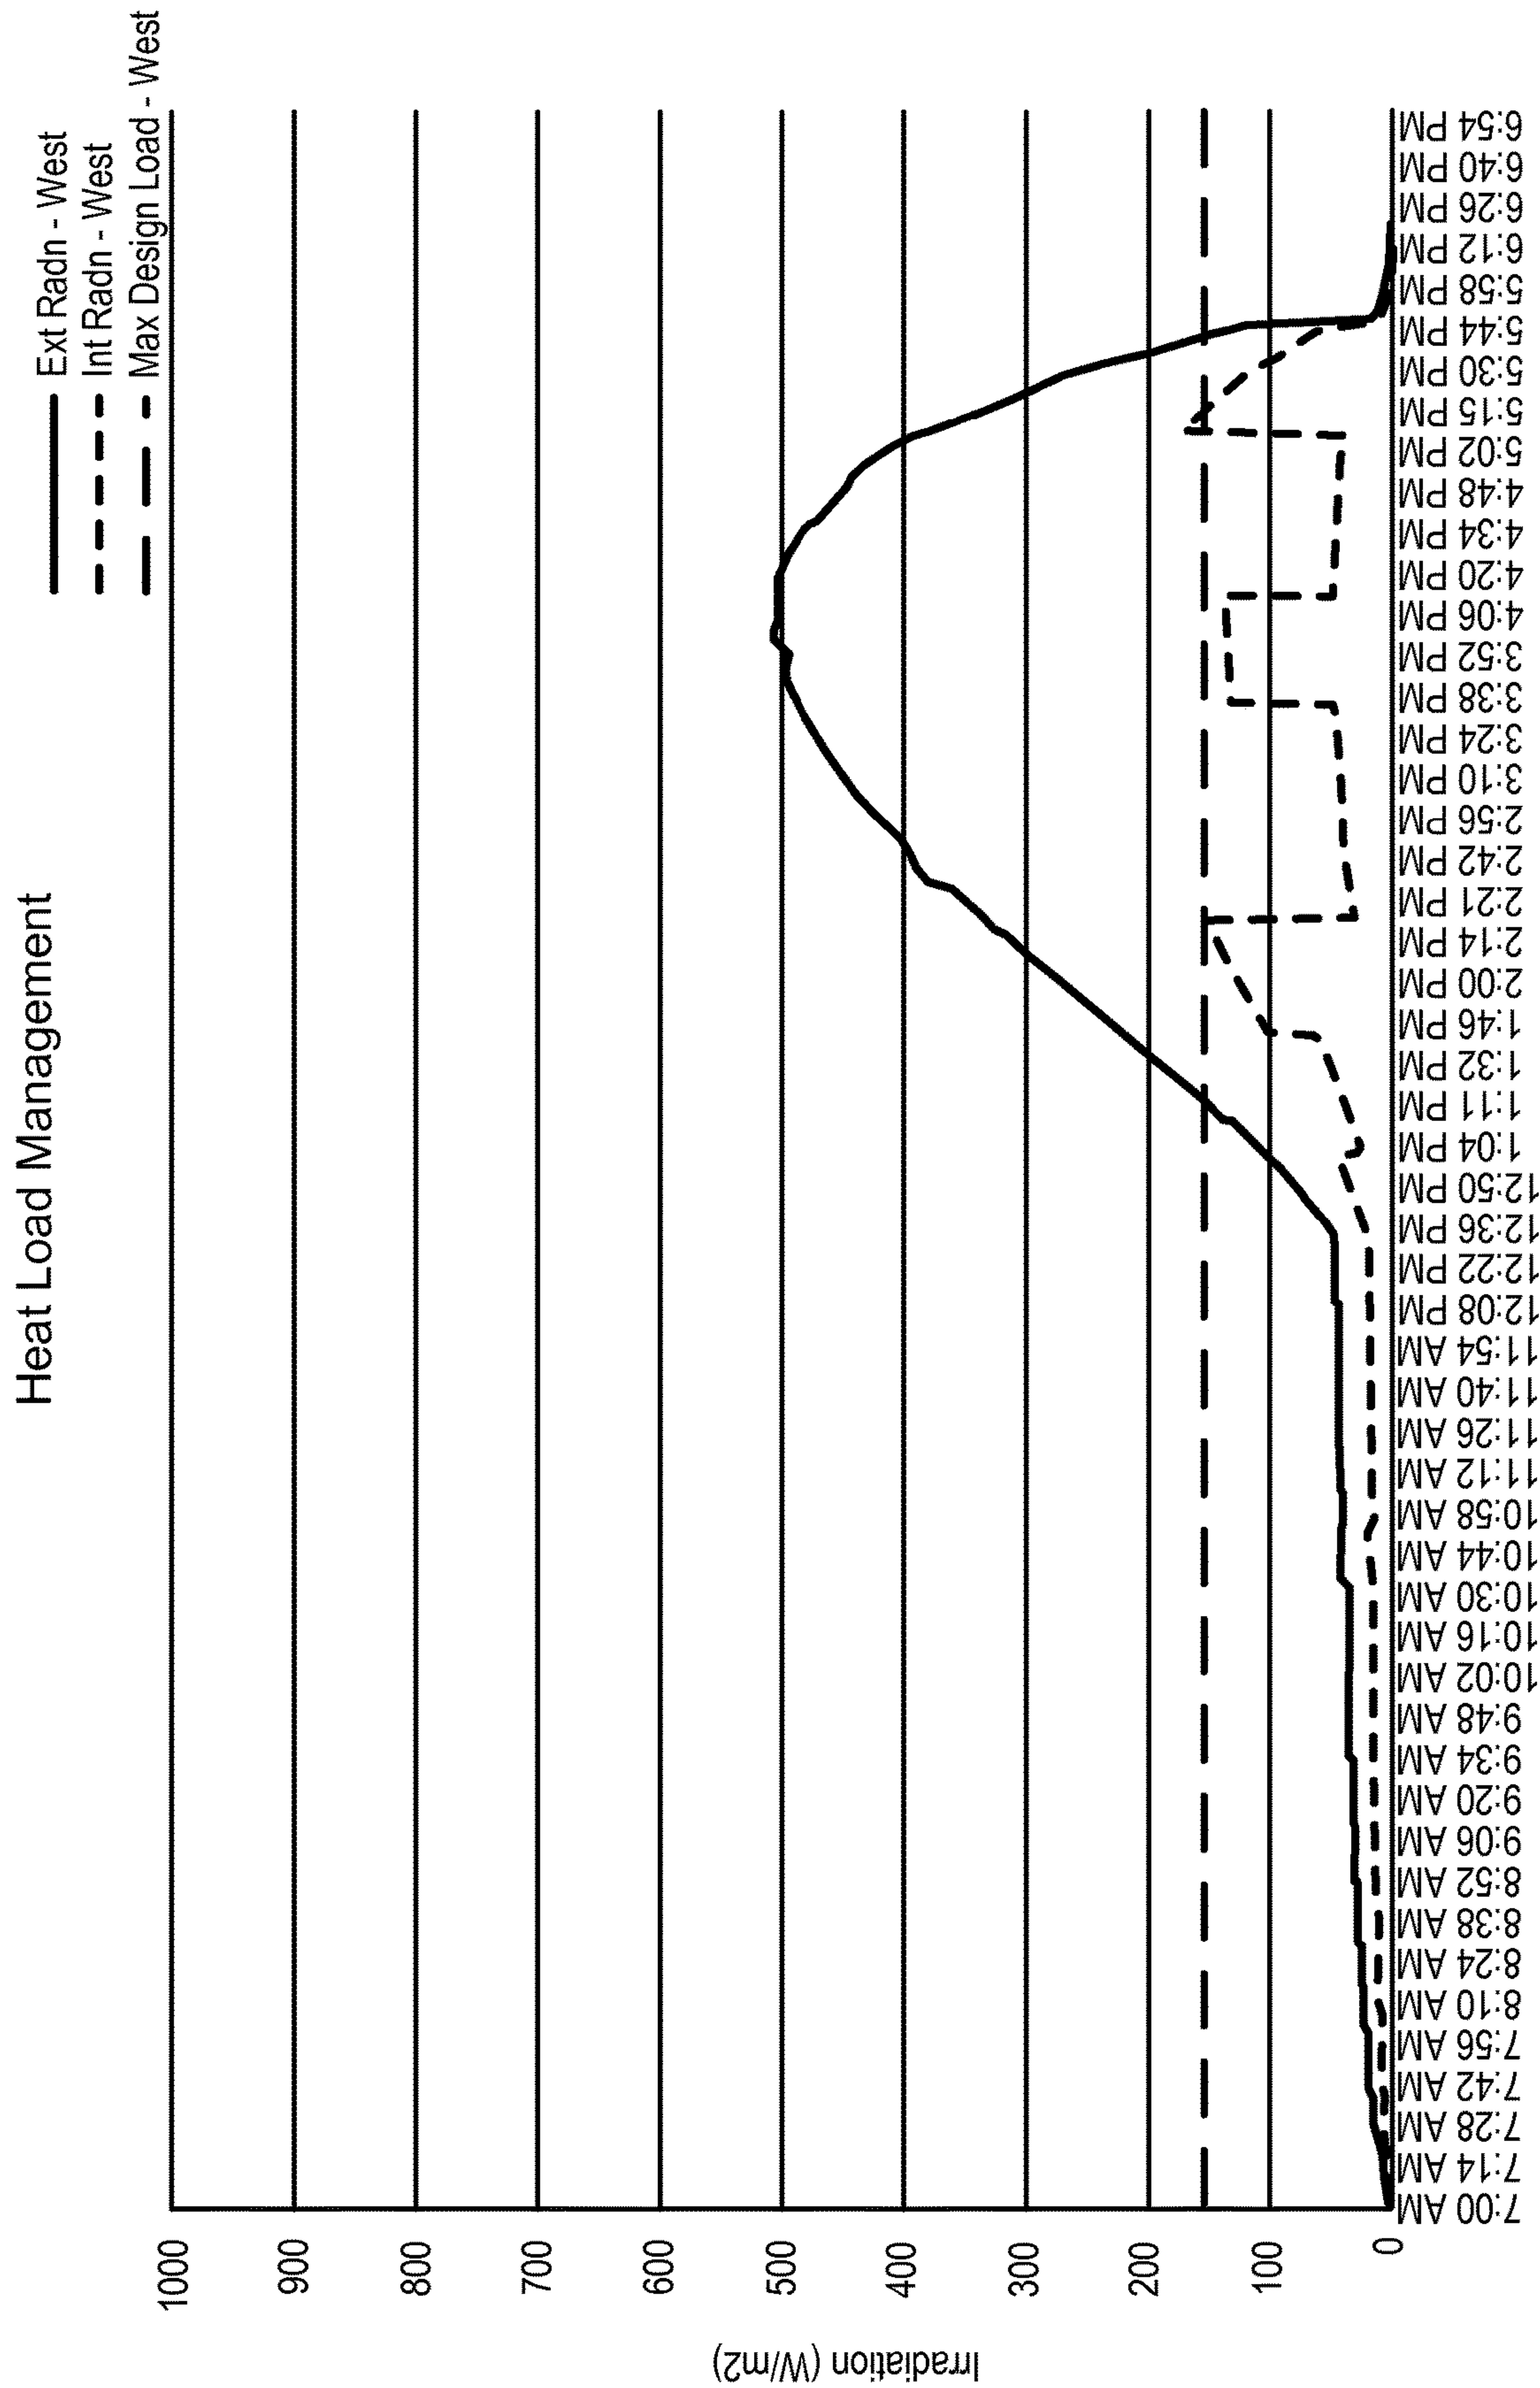 Heat Load Management
Ext Radn - West
Int Radn - West
Max Design Load - West
Irradiation (W/m2)
1000
900
800
700
600
500
400
300
200
100
0
7:00 AM
7:14 AM
7:28 AM
7:42 AM
7:56 AM
8:10 AM
8:24 AM
8:38 AM
8:52 AM
9:06 AM
9:20 AM
9:34 AM
9:48 AM
10:02 AM
10:16 AM
10:30 AM
10:44 AM
10:58 AM
11:12 AM
11:26 AM
11:40 AM
11:54 AM
12:08 PM
12:22 PM
12:36 PM
12:50 PM
1:04 PM
1:11 PM
1:32 PM
1:46 PM
2:00 PM
2:14 PM
2:21 PM
2:42 PM
2:56 PM
3:10 PM
3:24 PM
3:38 PM
3:52 PM
4:06 PM
4:20 PM
4:34 PM
4:48 PM
5:02 PM
5:15 PM
5:30 PM
5:44 PM
5:58 PM
6:12 PM
6:26 PM
6:40 PM
6:54 PM